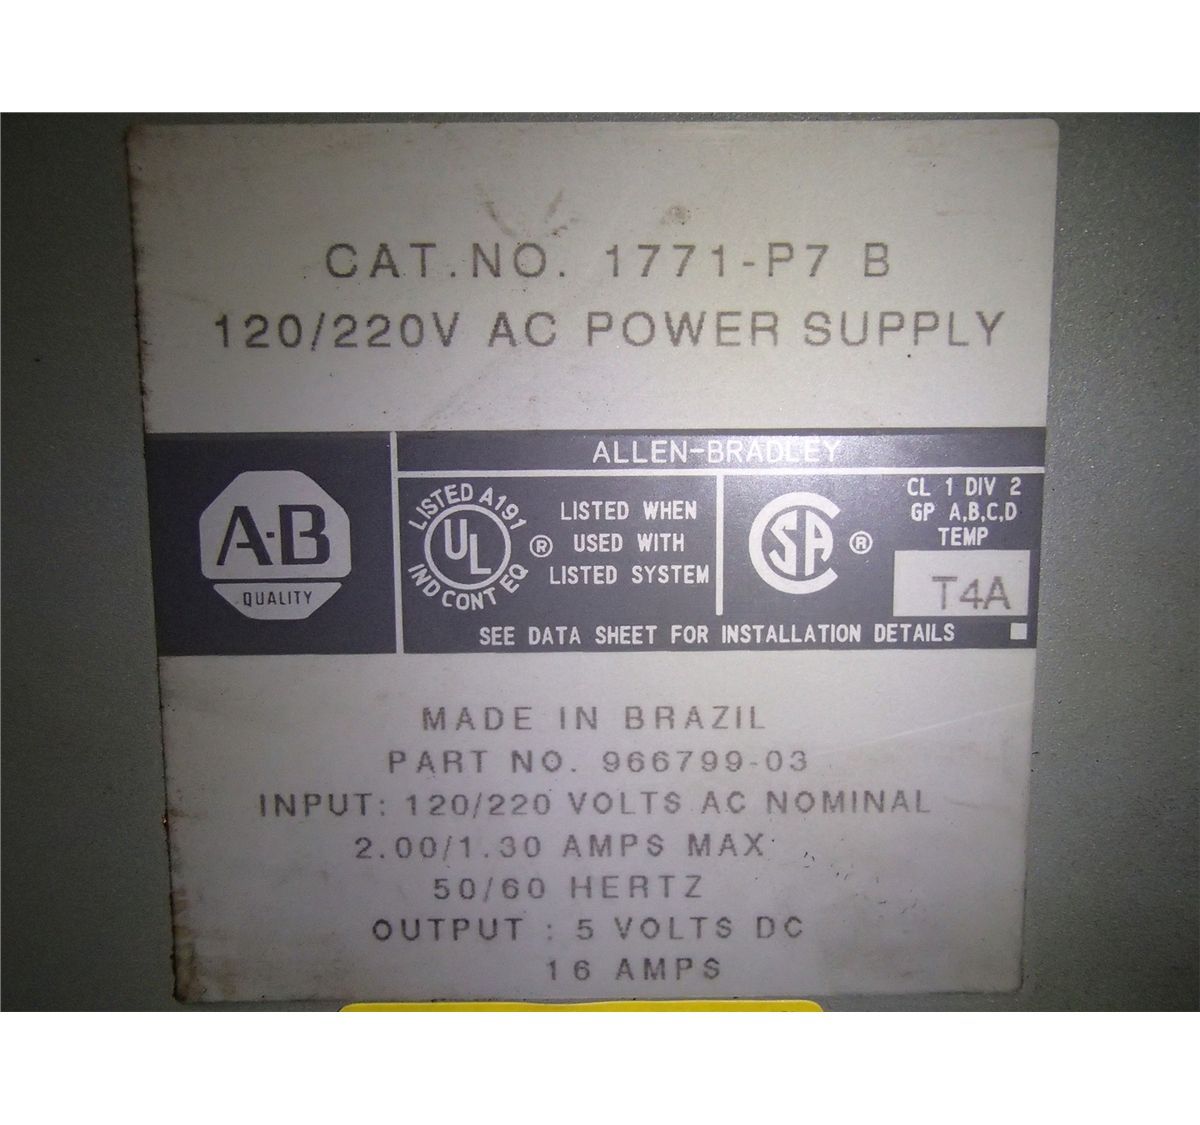 CAT.NO. 1771-P7 B
120/220V AC POWER SUPPLY
ALLEN-BRADLEY
A-B
QUALITY
LISTED A191
UL
IND CONT EQ
®
LISTED WHEN
USED WITH
LISTED SYSTEM
CSA
®
CL 1 DIV 2
GP A,B,C,D
TEMP
T4A
SEE DATA SHEET FOR INSTALLATION DETAILS
MADE IN BRAZIL
PART NO. 966799-03
INPUT: 120/220 VOLTS AC NOMINAL
2.00/1.30 AMPS MAX
50/60 HERTZ
OUTPUT : 5 VOLTS DC
16 AMPS